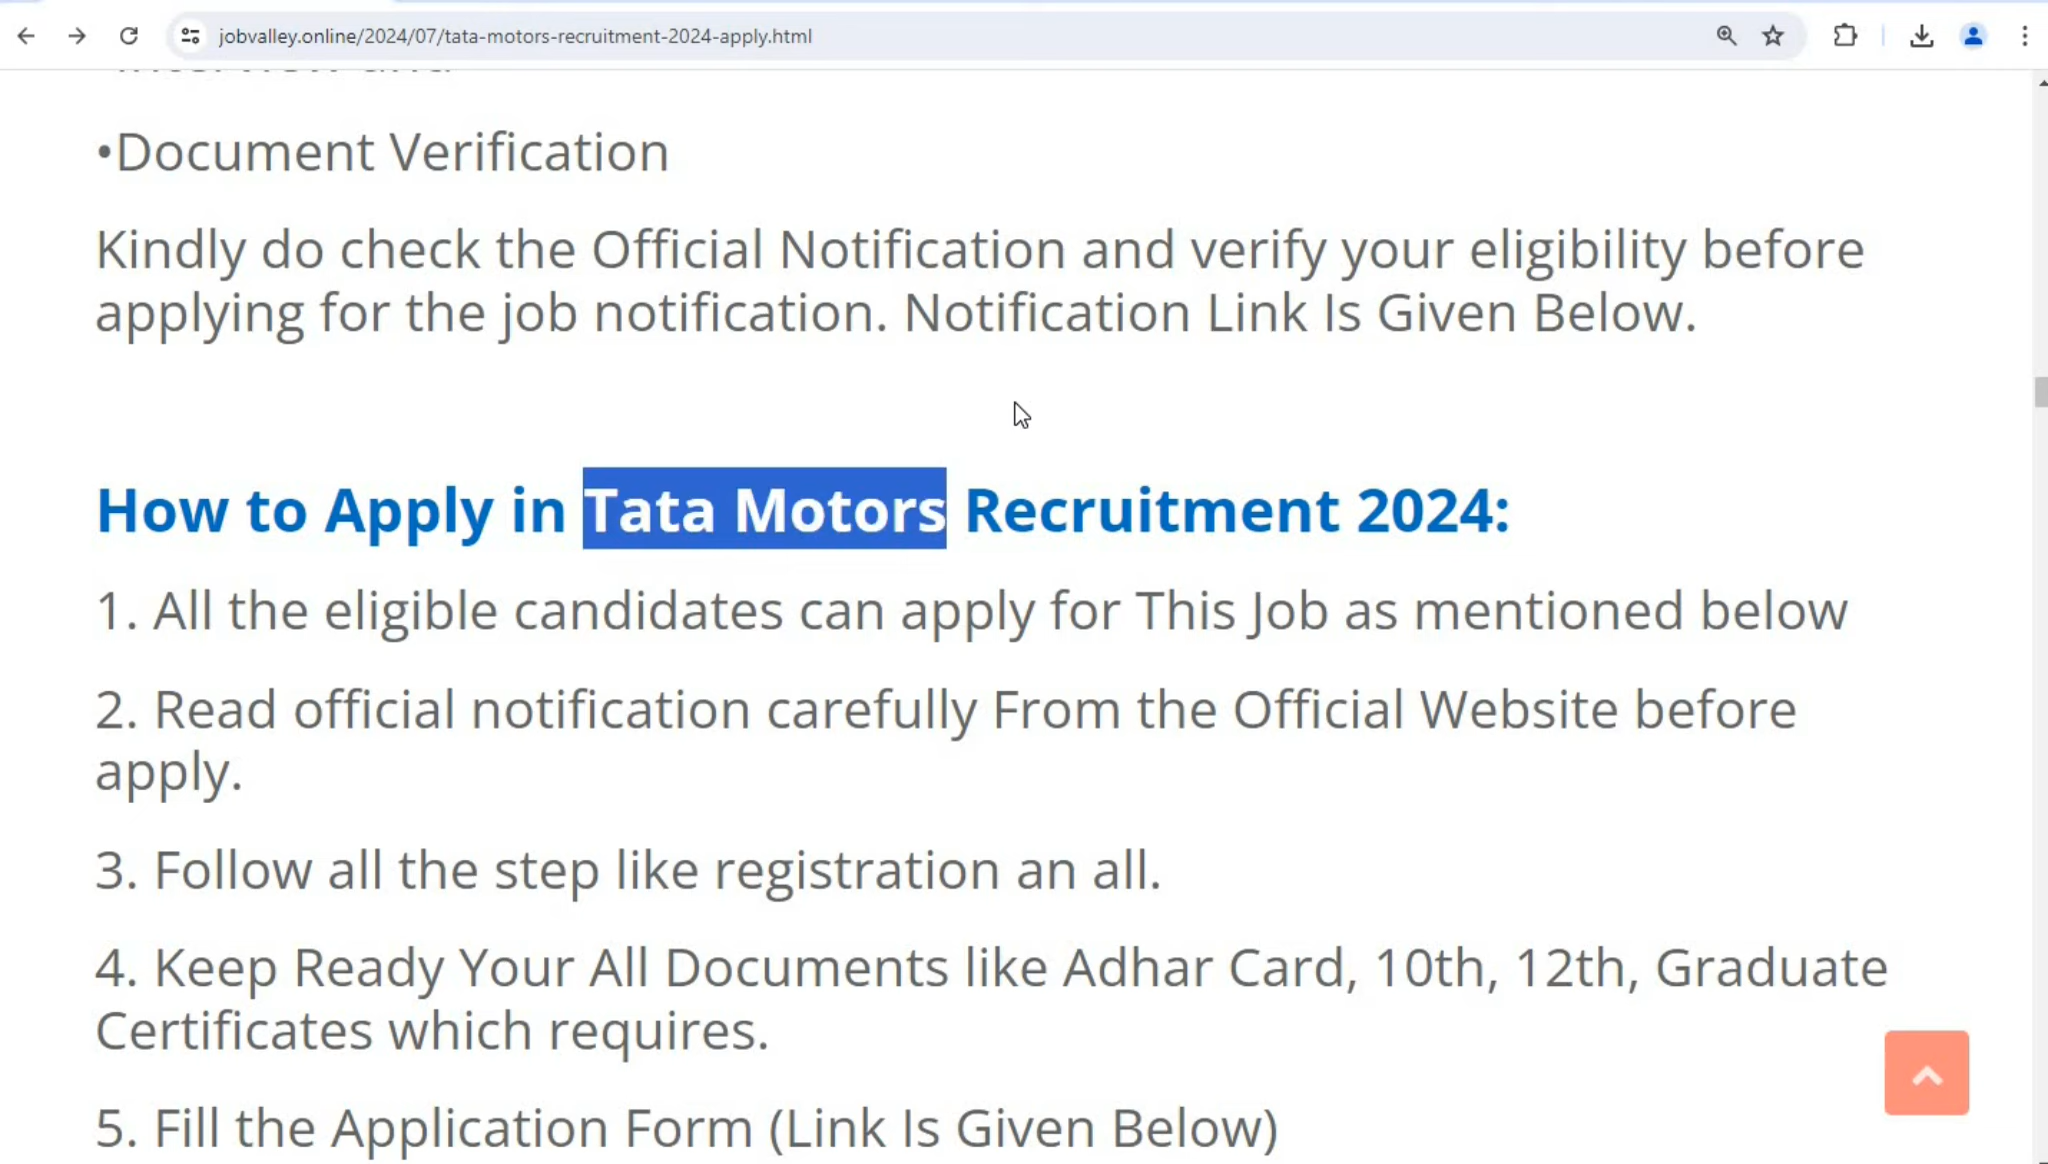 jobvalley.online/2024/07/tata-motors-recruitment-2024-apply.html
•Document Verification
Kindly do check the Official Notification and verify your eligibility before
applying for the job notification. Notification Link Is Given Below.
How to Apply in Tata Motors Recruitment 2024:
1. All the eligible candidates can apply for This Job as mentioned below
2. Read official notification carefully From the Official Website before
apply.
3. Follow all the step like registration an all.
4. Keep Ready Your All Documents like Adhar Card, 10th, 12th, Graduate
Certificates which requires.
5. Fill the Application Form (Link Is Given Below)